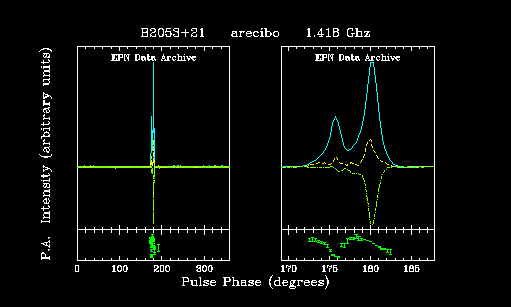 B2053+21 arecibo 1.418 Ghz
EPN Data Archive EPN Data Archive
P.A. Intensity (arbitrary units)
0 100 200 300 170 175 180 185
Pulse Phase (degrees)